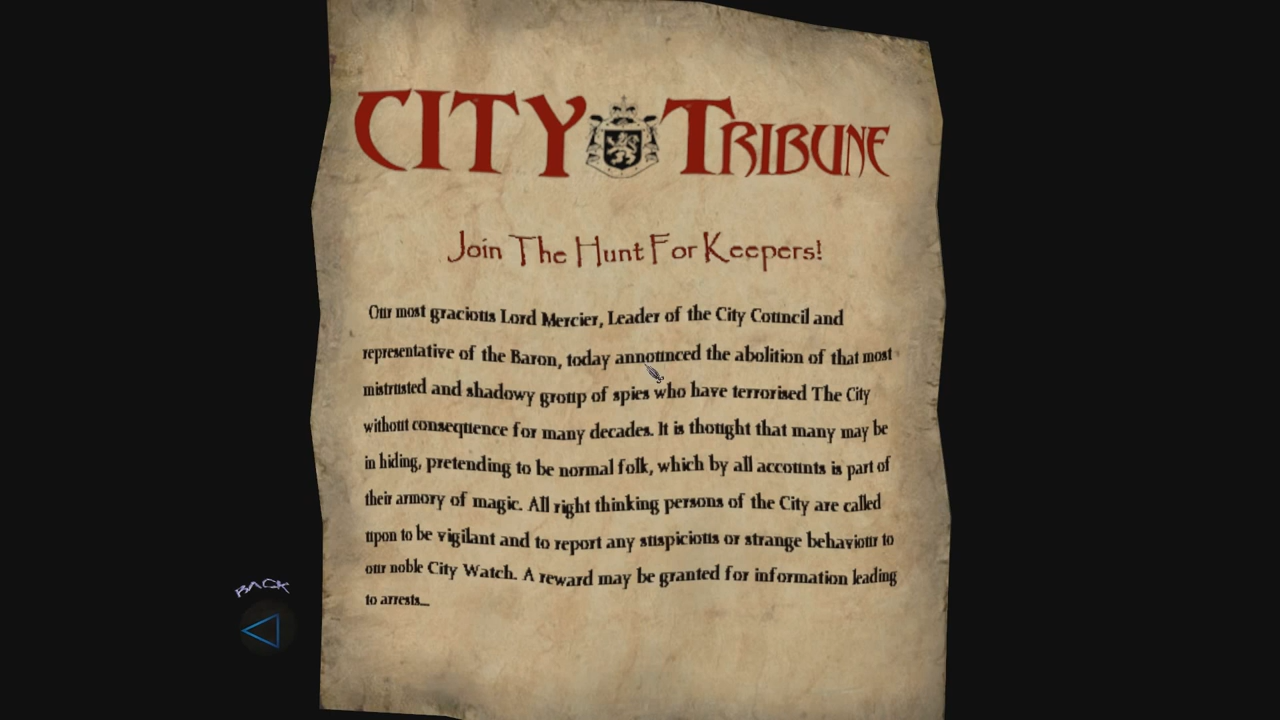 CITY TRIBUNE
Join The Hunt For Keepers!
Our most gracious Lord Mercier, Leader of the City Council and
representative of the Baron, today announced the abolition of that most
mistrusted and shadowy group of spies who have terrorised The City
without consequence for many decades. It is thought that many may be
in hiding, pretending to be normal folk, which by all accounts is part of
their armory of magic. All right thinking persons of the City are called
upon to be vigilant and to report any suspicious or strange behaviour to
our noble City Watch. A reward may be granted for information leading
to arrests...
BACK